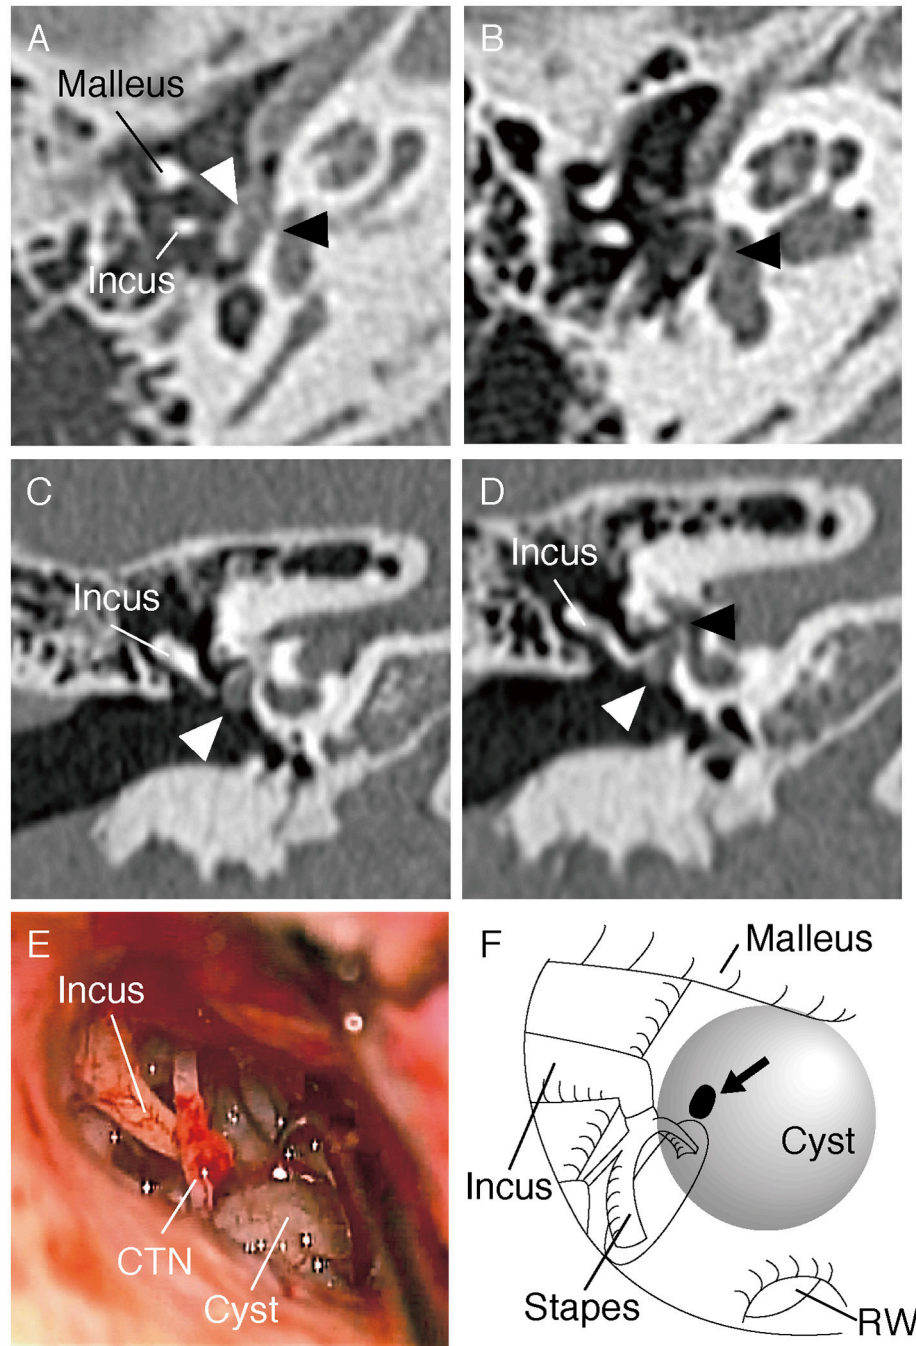 A
Malleus
Incus
B
C
Incus
D
Incus
E
Incus
CTN
Cyst
F
Malleus
Cyst
Incus
Stapes
RW